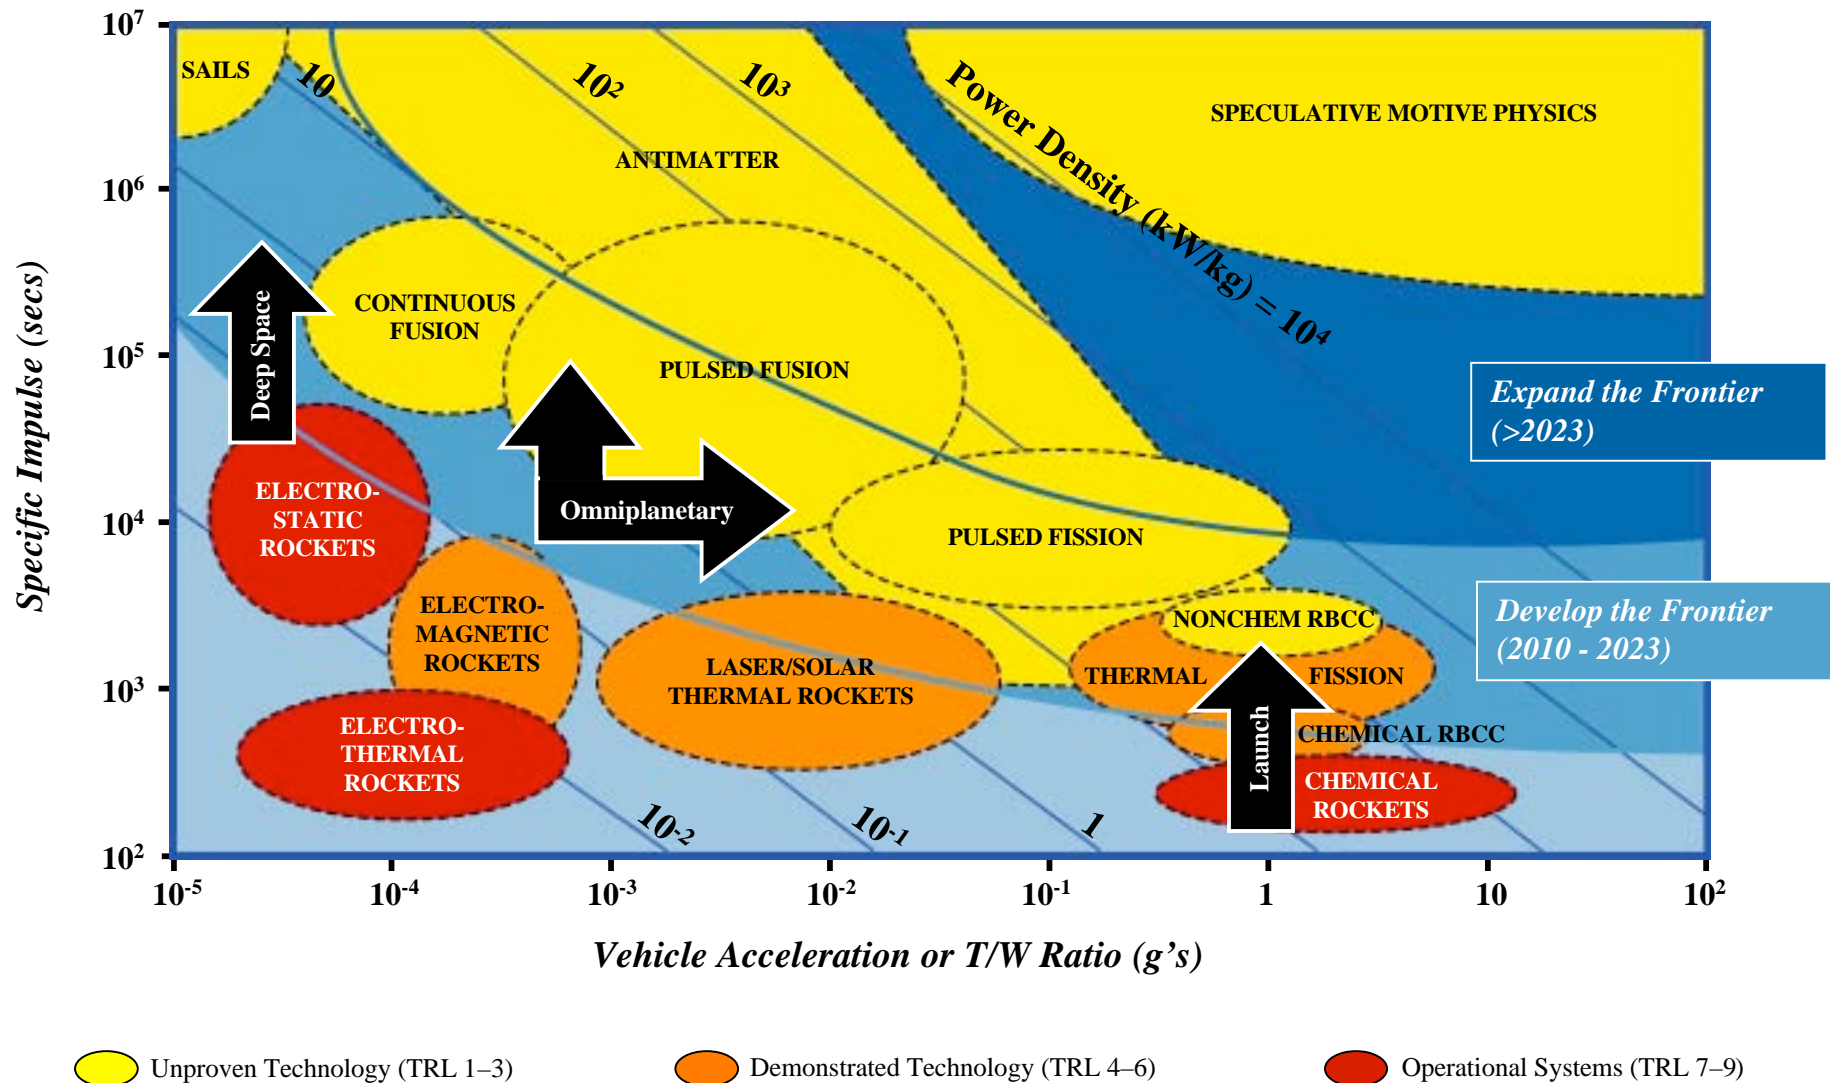 10⁷
10⁶
10⁵
10⁴
10³
10²
Specific Impulse (secs)
SAILS
10
10²
10³
Power Density (kW/kg) = 10⁴
SPECULATIVE MOTIVE PHYSICS
ANTIMATTER
CONTINUOUS
FUSION
PULSED FUSION
Deep Space
Omniplanetary
Expand the Frontier
(>2023)
ELECTRO-
STATIC
ROCKETS
PULSED FISSION
ELECTRO-
MAGNETIC
ROCKETS
LASER/SOLAR
THERMAL ROCKETS
NONCHEM RBCC
THERMAL FISSION
Develop the Frontier
(2010 - 2023)
ELECTRO-
THERMAL
ROCKETS
Launch
CHEMICAL RBCC
CHEMICAL
ROCKETS
10⁻²
10⁻¹
1
10⁻⁵ 10⁻⁴ 10⁻³ 10⁻² 10⁻¹ 1 10 10²
Vehicle Acceleration or T/W Ratio (g’s)
Unproven Technology (TRL 1–3) Demonstrated Technology (TRL 4–6) Operational Systems (TRL 7–9)